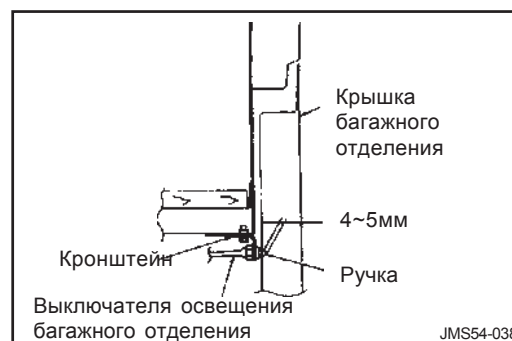 Крышка
багажного
отделения
4~5мм
Кронштейн
Ручка
Выключателя освещения
багажного отделения
JMS54-038